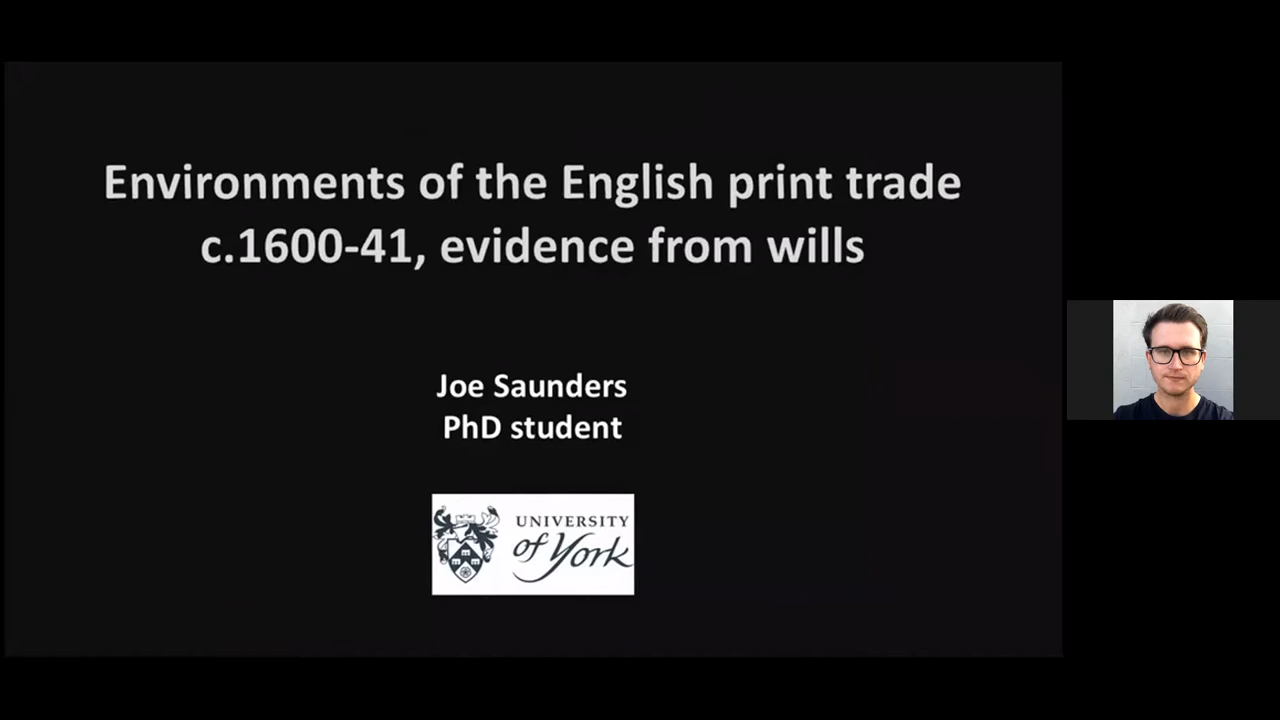 Environments of the English print trade
c.1600-41, evidence from wills
Joe Saunders
PhD student
UNIVERSITY
of York